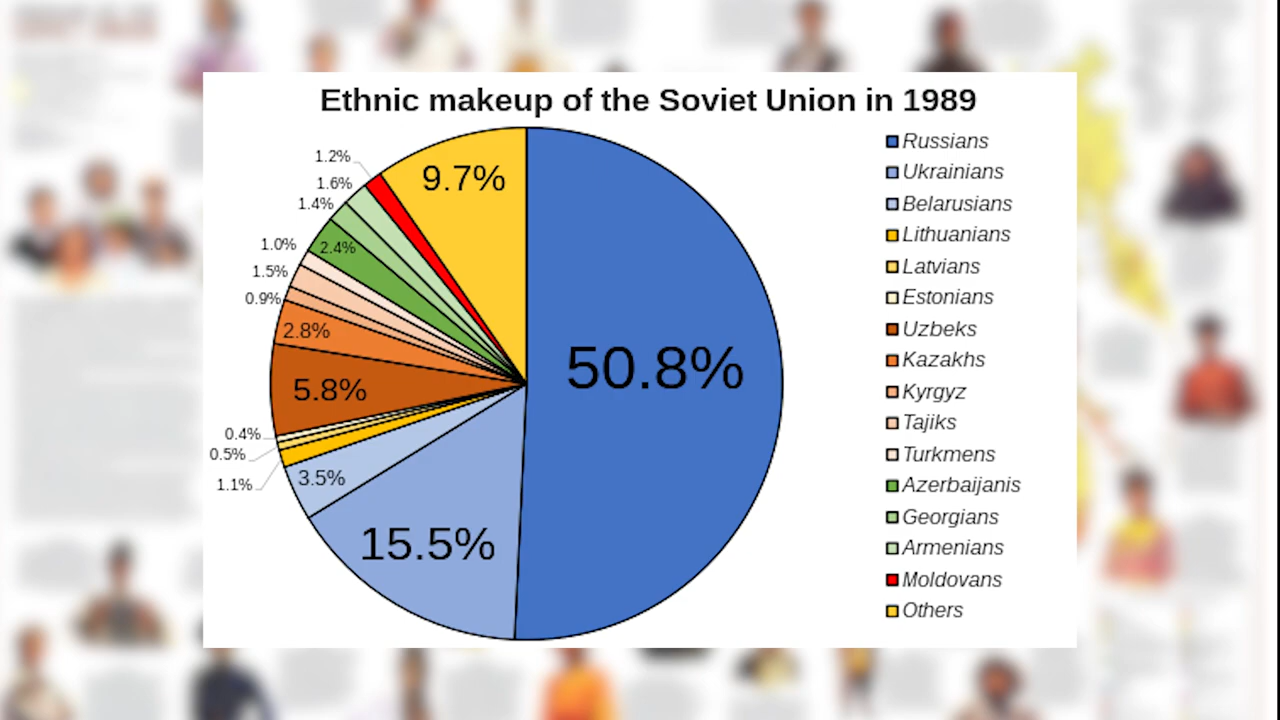 Ethnic makeup of the Soviet Union in 1989
1.2%
9.7%
1.6%
1.4%
2.4%
1.0%
1.5%
0.9%
2.8%
5.8%
0.4%
0.5%
1.1%
3.5%
15.5%
50.8%
Russians
Ukrainians
Belarusians
Lithuanians
Latvians
Estonians
Uzbeks
Kazakhs
Kyrgyz
Tajiks
Turkmens
Azerbaijanis
Georgians
Armenians
Moldovans
Others